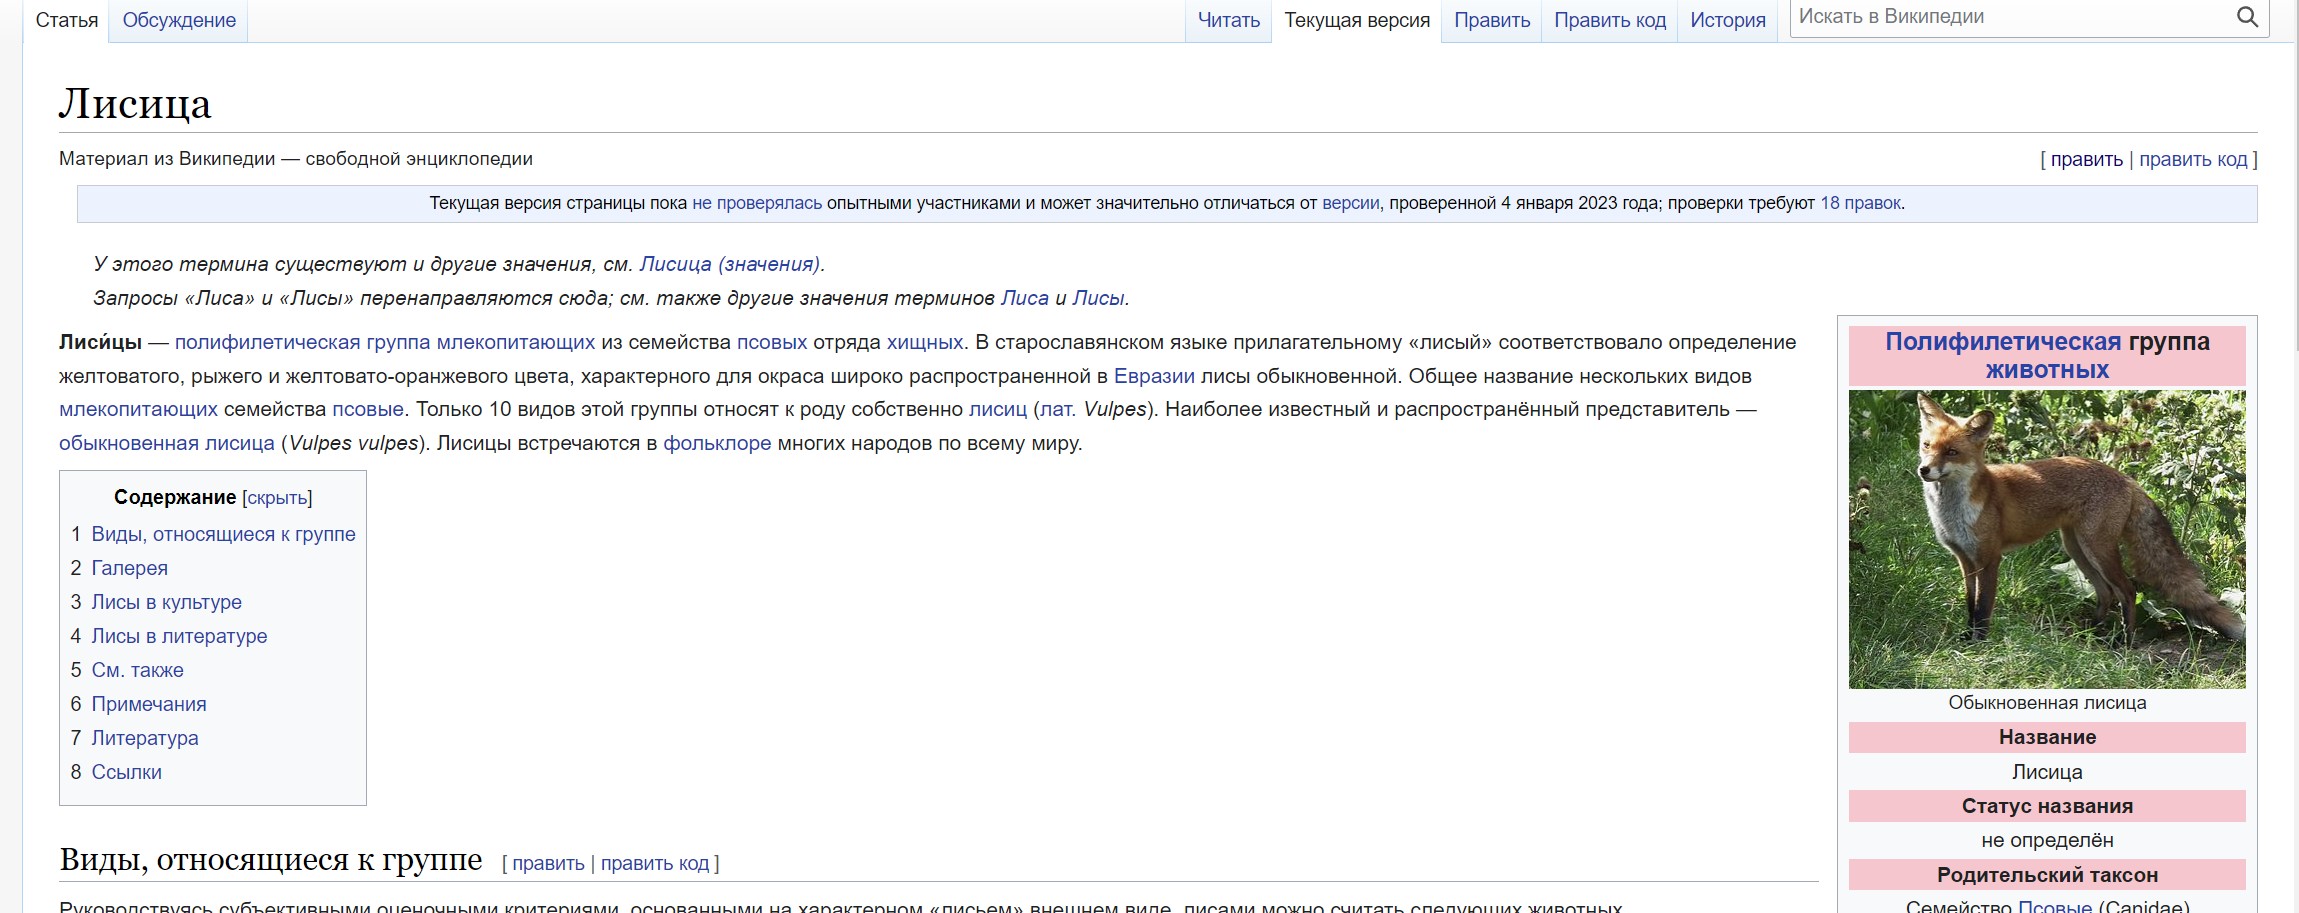 Статья Обсуждение Читать Текущая версия Править Править код История Искать в Википедии
Лисица
Материал из Википедии — свободной энциклопедии [ править | править код ]
Текущая версия страницы пока не проверялась опытными участниками и может значительно отличаться от версии, проверенной 4 января 2023 года; проверки требуют 18 правок.
У этого термина существуют и другие значения, см. Лисица (значения).
Запросы «Лиса» и «Лисы» перенаправляются сюда; см. также другие значения терминов Лиса и Лисы.
Лиси́цы — полифилетическая группа млекопитающих из семейства псовых отряда хищных. В старославянском языке прилагательному «лисый» соответствовало определение
желтоватого, рыжего и желтовато-оранжевого цвета, характерного для окраса широко распространенной в Евразии лисы обыкновенной. Общее название нескольких видов
млекопитающих семейства псовые. Только 10 видов этой группы относят к роду собственно лисиц (лат. Vulpes). Наиболее известный и распространённый представитель —
обыкновенная лисица (Vulpes vulpes). Лисицы встречаются в фольклоре многих народов по всему миру.
Содержание [скрыть]
1 Виды, относящиеся к группе
2 Галерея
3 Лисы в культуре
4 Лисы в литературе
5 См. также
6 Примечания
7 Литература
8 Ссылки
Виды, относящиеся к группе [ править | править код ]
Руководствуясь субъективными оценочными критериями, основанными на характерном «лисьем» внешнем виде, лисами можно считать следующих животных
Полифилетическая группа
животных
Обыкновенная лисица
Название
Лисица
Статус названия
не определён
Родительский таксон
Семейство Псовые (Canidae)